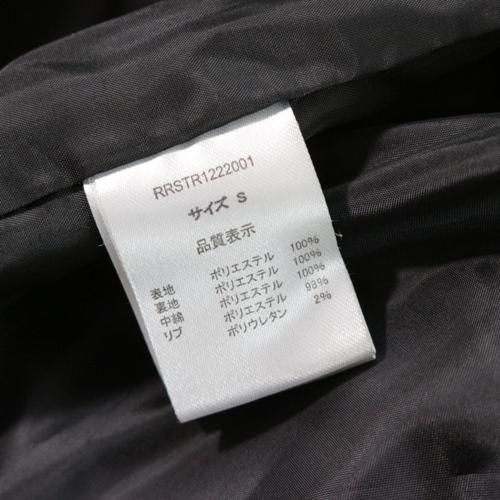 RRSTR1222001
サイズ S
品質表示
表地 ポリエステル 100%
裏地 ポリエステル 100%
中綿 ポリエステル 100%
リブ ポリエステル 98%
ポリウレタン 2%